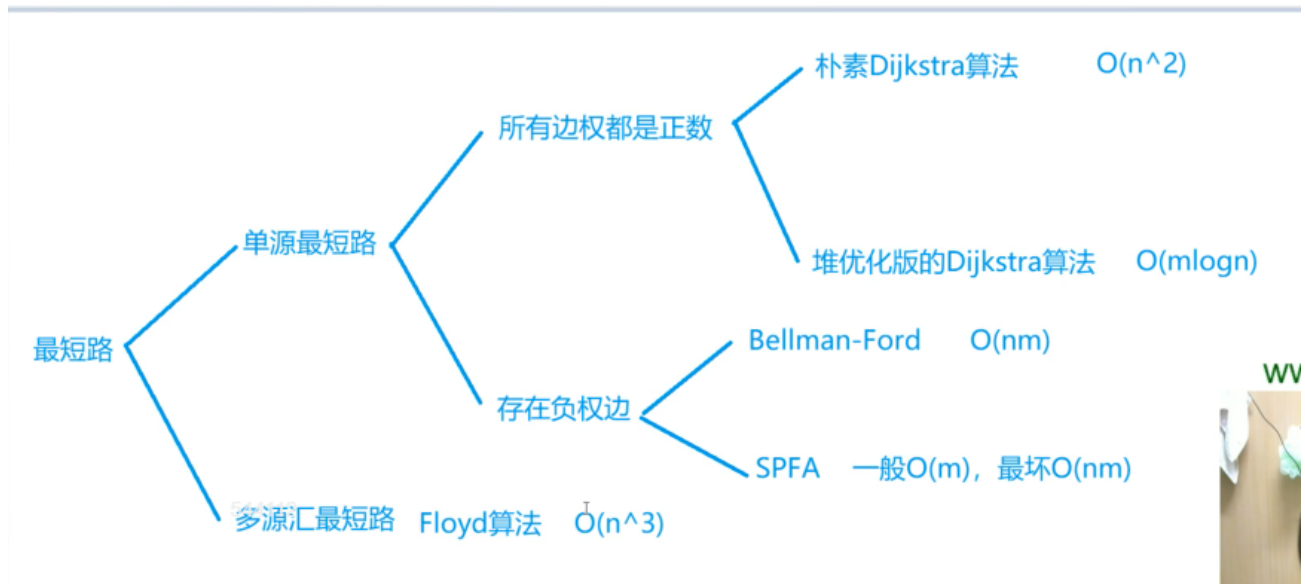 朴素Dijkstra算法 O(n^2)
所有边权都是正数
单源最短路
堆优化版的Dijkstra算法 O(mlogn)
最短路
Bellman-Ford O(nm)
存在负权边
SPFA 一般O(m)，最坏O(nm)
多源汇最短路 Floyd算法 O(n^3)